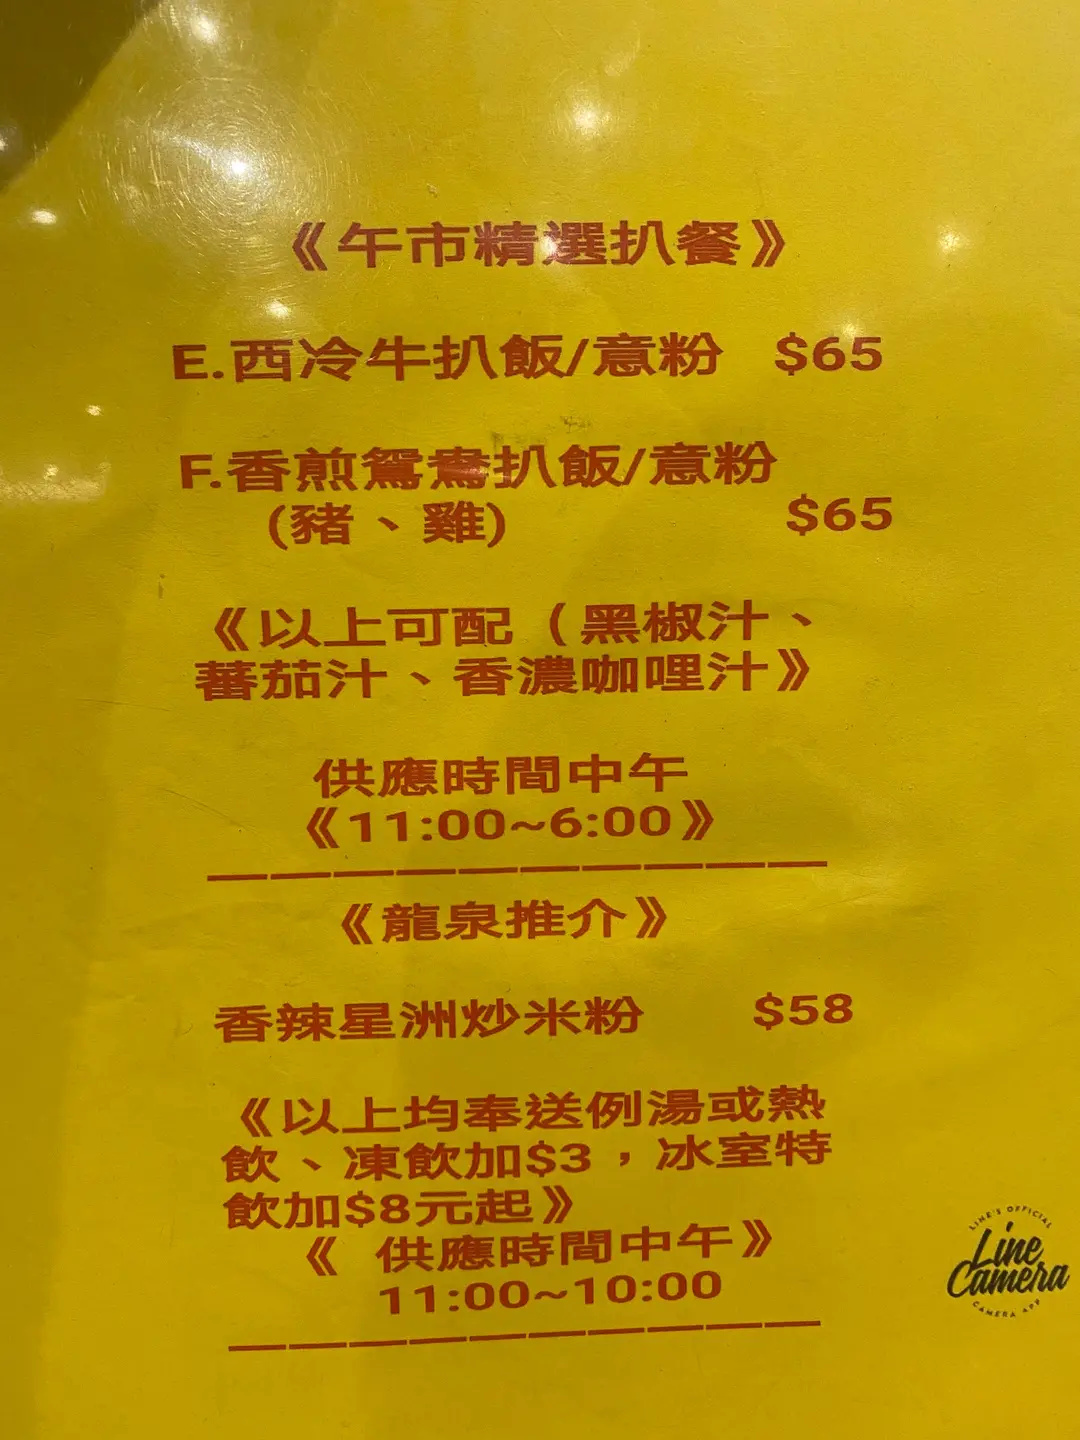 《午市精選扒餐》
E.西冷牛扒飯/意粉 $65
F.香煎鴛鴦扒飯/意粉
(豬、雞) $65
《以上可配（黑椒汁、
蕃茄汁、香濃咖哩汁》
供應時間中午
《11:00~6:00》
《龍泉推介》
香辣星洲炒米粉 $58
《以上均奉送例湯或熱
飲、凍飲加$3，冰室特
飲加$8元起》
《 供應時間中午》
11:00~10:00
LINE'S OFFICIAL
Line
Camera
CAMERA APP